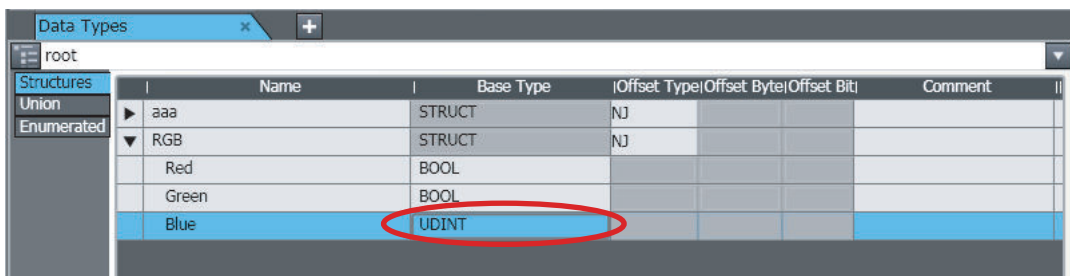 Data Types × +
root
Structures
Union
Enumerated
Name Base Type Offset Type Offset Byte Offset Bit Comment
aaa STRUCT NJ
RGB STRUCT NJ
Red BOOL
Green BOOL
Blue UDINT